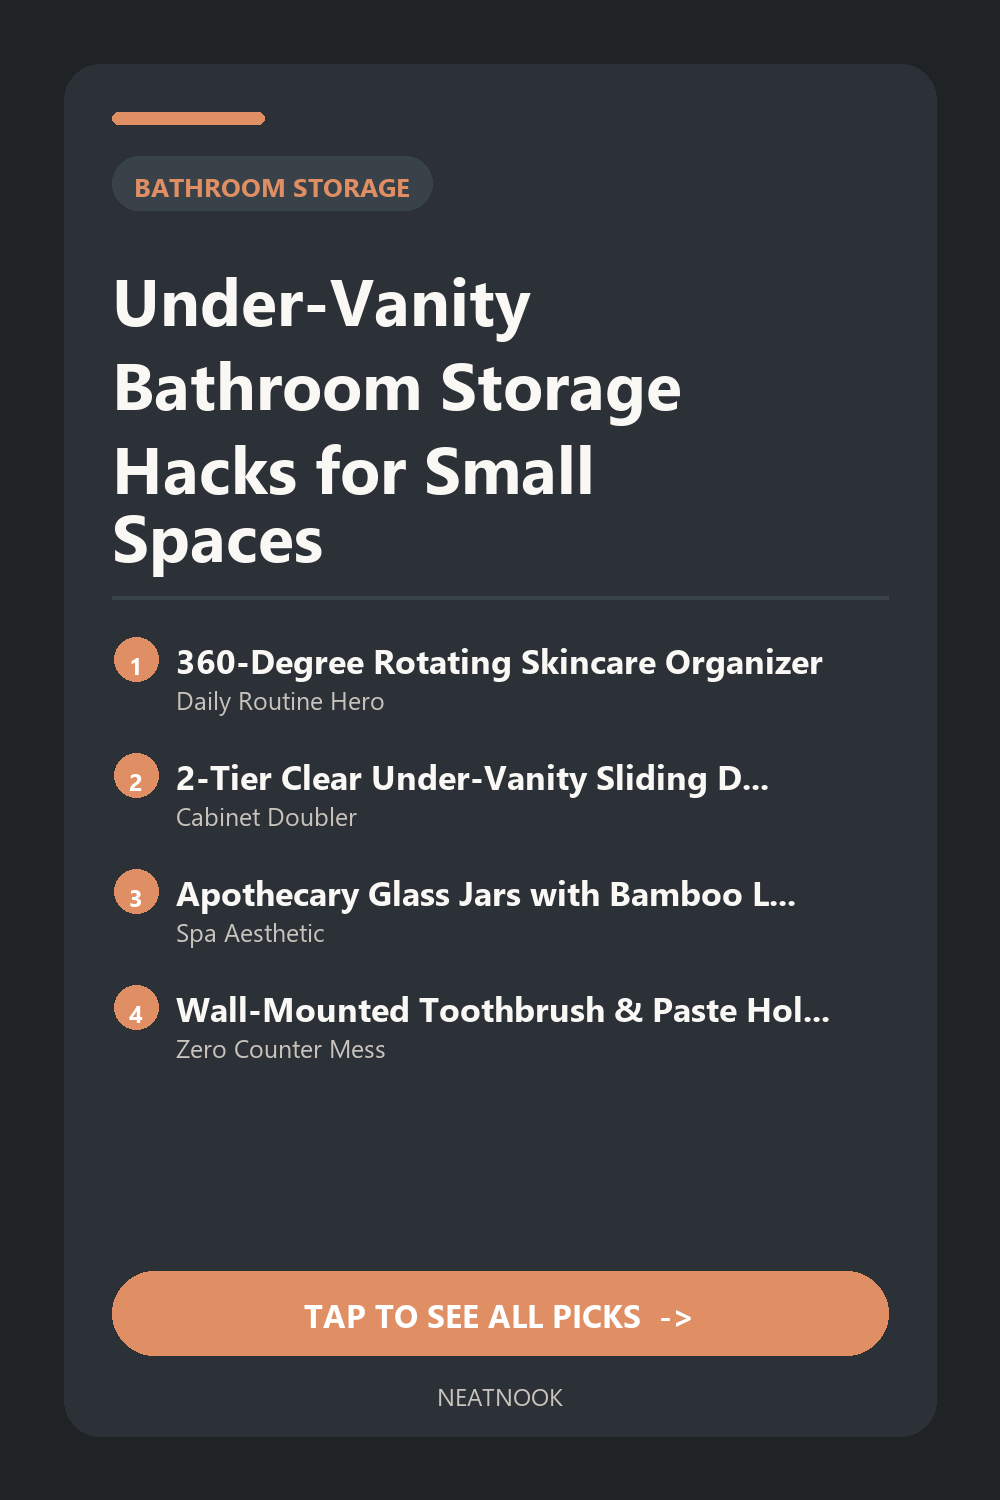 BATHROOM STORAGE
Under-Vanity
Bathroom Storage
Hacks for Small
Spaces
1 360-Degree Rotating Skincare Organizer
Daily Routine Hero
2 2-Tier Clear Under-Vanity Sliding D...
Cabinet Doubler
3 Apothecary Glass Jars with Bamboo L...
Spa Aesthetic
4 Wall-Mounted Toothbrush & Paste Hol...
Zero Counter Mess
TAP TO SEE ALL PICKS ->
NEATNOOK